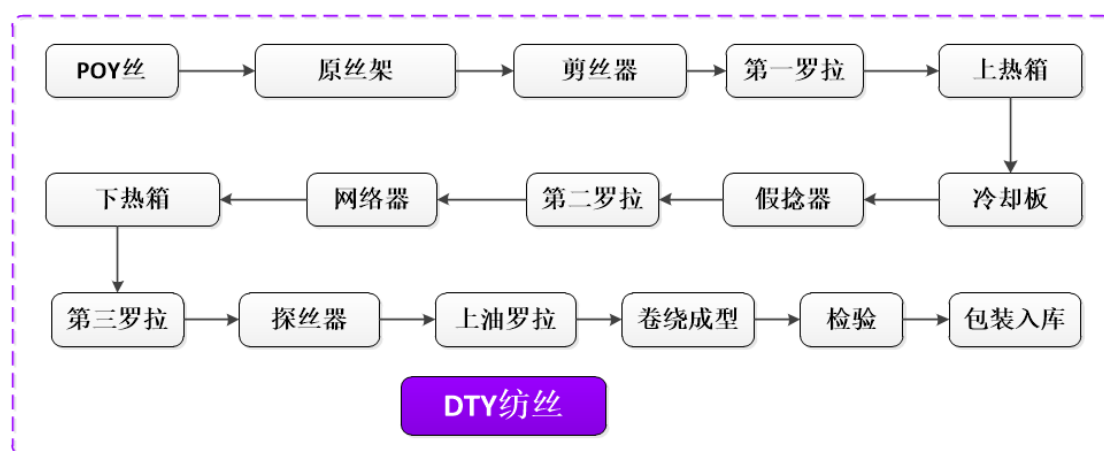 POY丝
原丝架
剪丝器
第一罗拉
上热箱
冷却板
假捻器
第二罗拉
网络器
下热箱
第三罗拉
探丝器
上油罗拉
卷绕成型
检验
包装入库
DTY纺丝